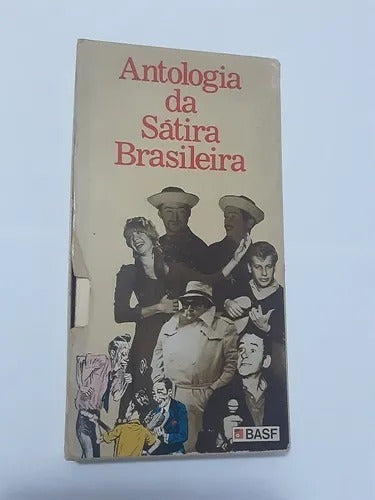 Antologia
da
Sátira
Brasileira
BASF